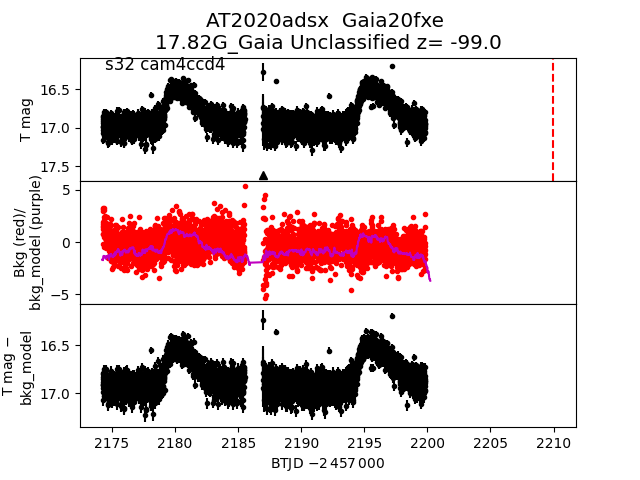 AT2020adsx  Gaia20fxe
17.82G_Gaia Unclassified z= -99.0
s32 cam4ccd4
T mag
16.5
17.0
17.5
Bkg (red)/
bkg_model (purple)
5
0
−5
T mag −
bkg_model
16.5
17.0
2175 2180 2185 2190 2195 2200 2205 2210
BTJD −2 457 000